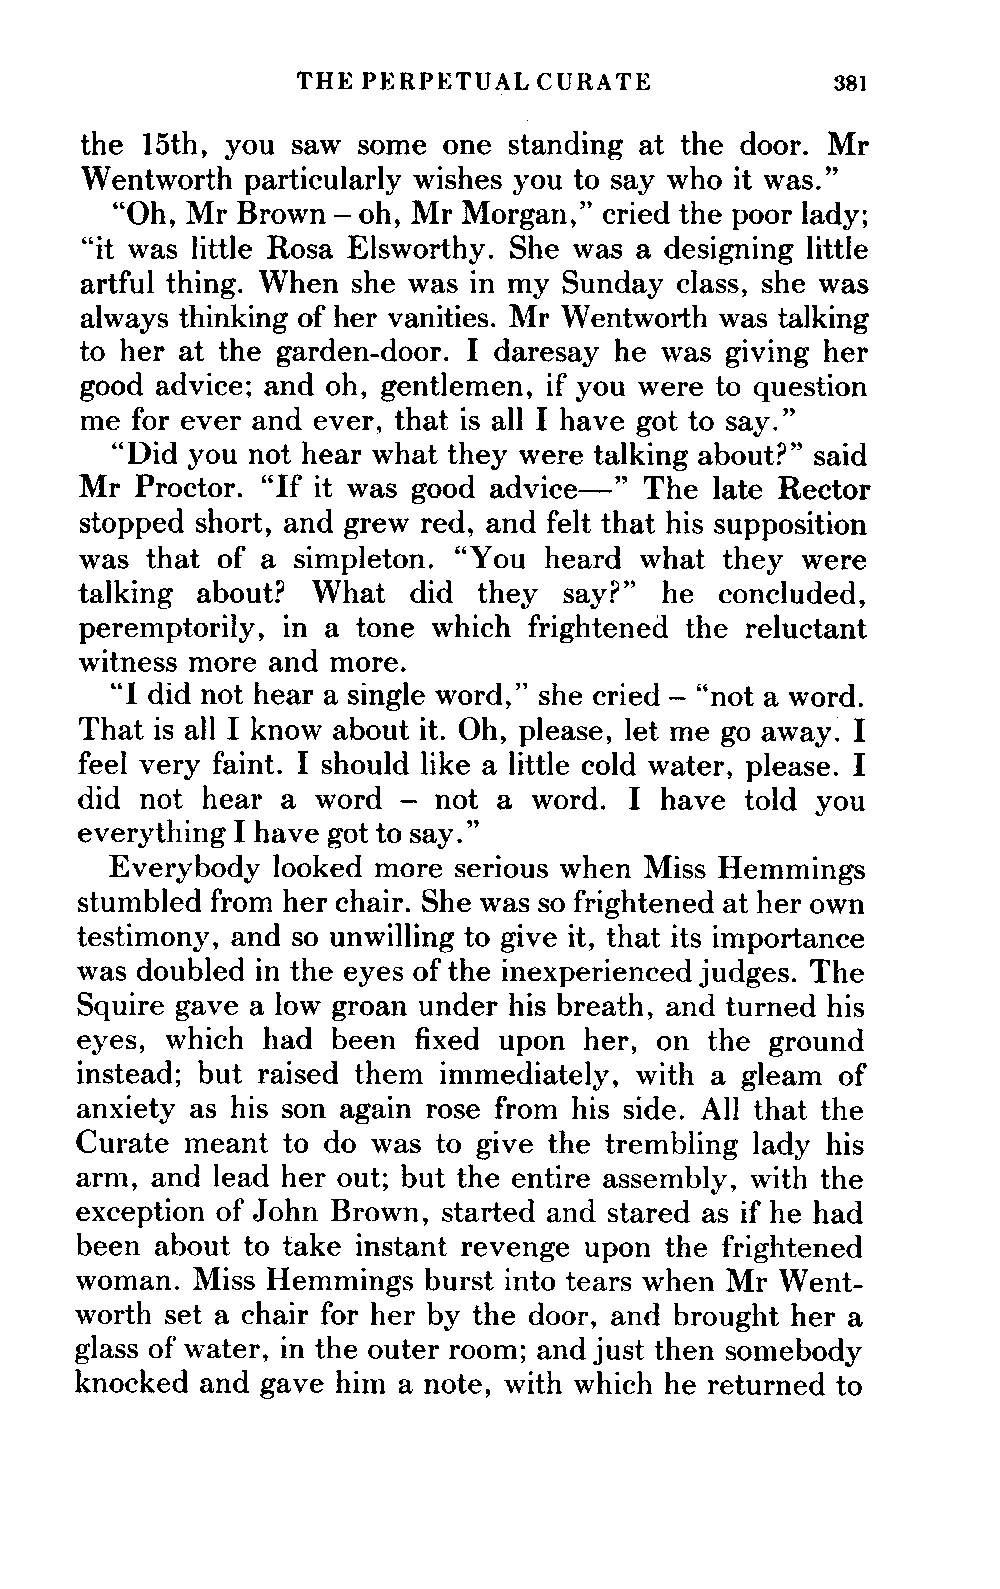 THE PERPETUAL CURATE 381
the 15th, you saw some one standing at the door. Mr
Wentworth particularly wishes you to say who it was.”
“Oh, Mr Brown – oh, Mr Morgan,” cried the poor lady;
“it was little Rosa Elsworthy. She was a designing little
artful thing. When she was in my Sunday class, she was
always thinking of her vanities. Mr Wentworth was talking
to her at the garden-door. I daresay he was giving her
good advice; and oh, gentlemen, if you were to question
me for ever and ever, that is all I have got to say.”
“Did you not hear what they were talking about?” said
Mr Proctor. “If it was good advice—” The late Rector
stopped short, and grew red, and felt that his supposition
was that of a simpleton. “You heard what they were
talking about? What did they say?” he concluded,
peremptorily, in a tone which frightened the reluctant
witness more and more.
“I did not hear a single word,” she cried – “not a word.
That is all I know about it. Oh, please, let me go away. I
feel very faint. I should like a little cold water, please. I
did not hear a word – not a word. I have told you
everything I have got to say.”
Everybody looked more serious when Miss Hemmings
stumbled from her chair. She was so frightened at her own
testimony, and so unwilling to give it, that its importance
was doubled in the eyes of the inexperienced judges. The
Squire gave a low groan under his breath, and turned his
eyes, which had been fixed upon her, on the ground
instead; but raised them immediately, with a gleam of
anxiety as his son again rose from his side. All that the
Curate meant to do was to give the trembling lady his
arm, and lead her out; but the entire assembly, with the
exception of John Brown, started and stared as if he had
been about to take instant revenge upon the frightened
woman. Miss Hemmings burst into tears when Mr Went-
worth set a chair for her by the door, and brought her a
glass of water, in the outer room; and just then somebody
knocked and gave him a note, with which he returned to